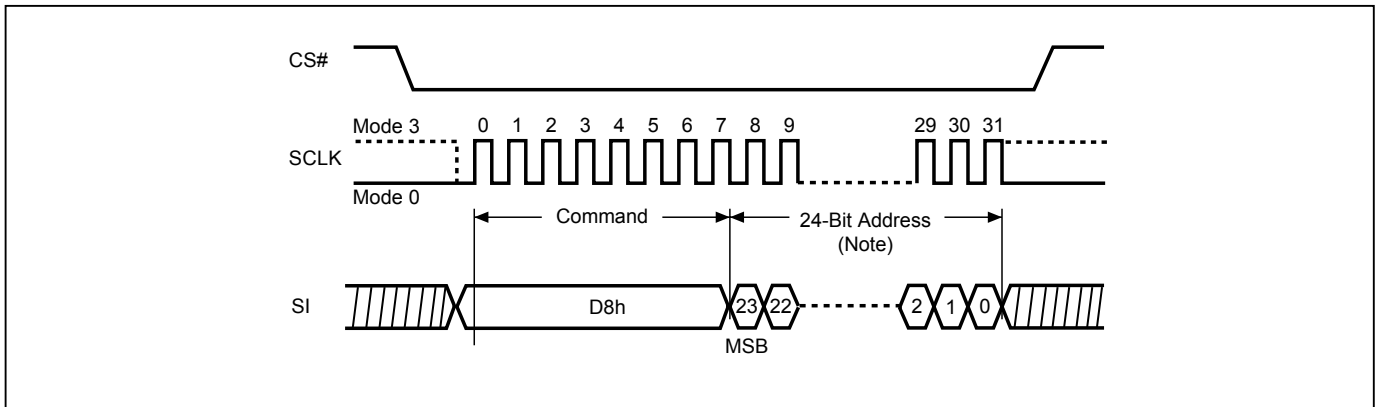 CS#
Mode 3
0 1 2 3 4 5 6 7 8 9 29 30 31
SCLK
Mode 0
Command
24-Bit Address
(Note)
SI
D8h
23 22
2 1 0
MSB